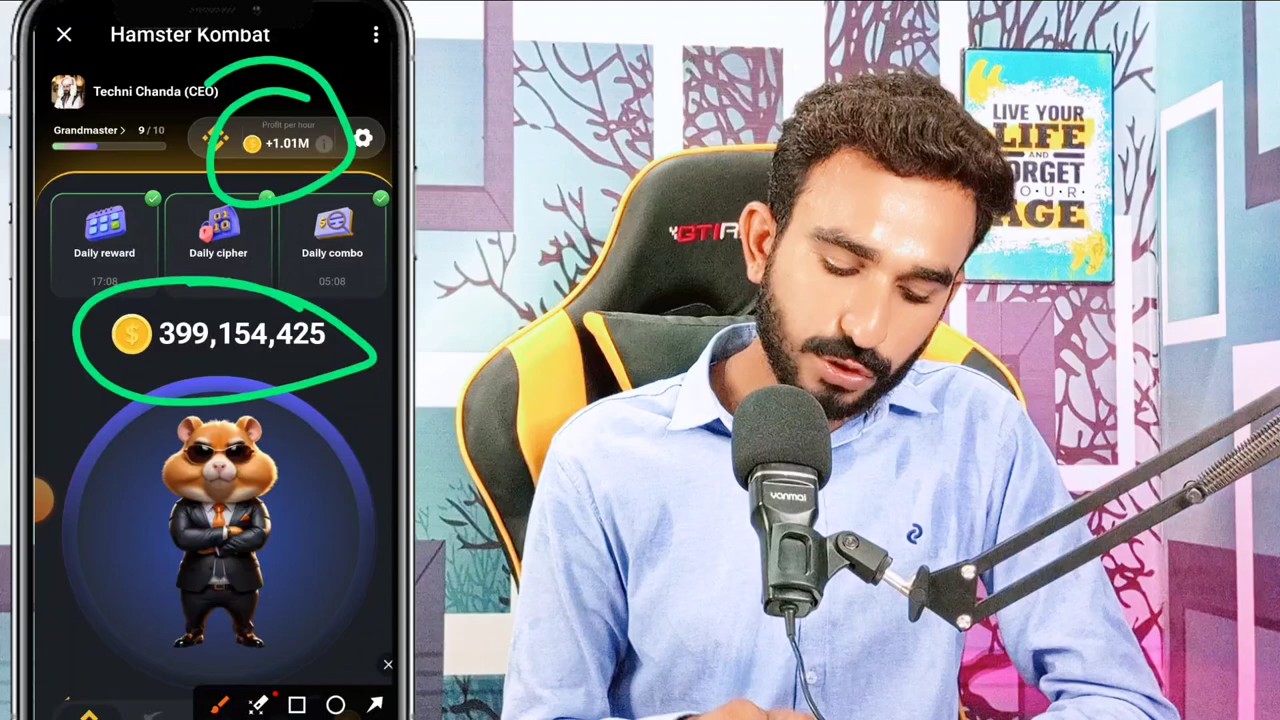 Hamster Kombat
Techni Chanda (CEO)
Grandmaster > 9 / 10
Profit per hour
+1.01M
Daily reward
Daily cipher
Daily combo
17:08
05:08
399,154,425
GTI
LIVE YOUR
LIFE
AND
FORGET
YOUR
AGE
yanmai